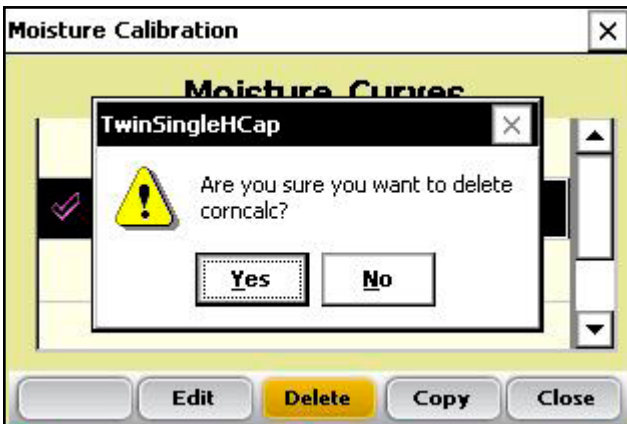 Moisture Calibration
Moisture Curves
TwinSingleHCap
Are you sure you want to delete
corncalc?
Yes No
Edit Delete Copy Close